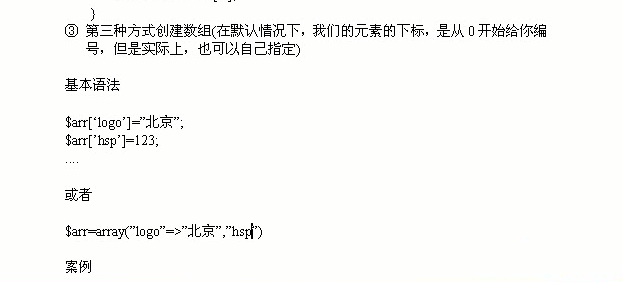 }
③ 第三种方式创建数组(在默认情况下，我们的元素的下标，是从 0 开始给你编
号，但是实际上，也可以自己指定)
基本语法
$arr[‘logo’]=”北京”;
$arr[’hsp’]=123;
....
或者
$arr=array(”logo”=>”北京”,”hsp”)
案例